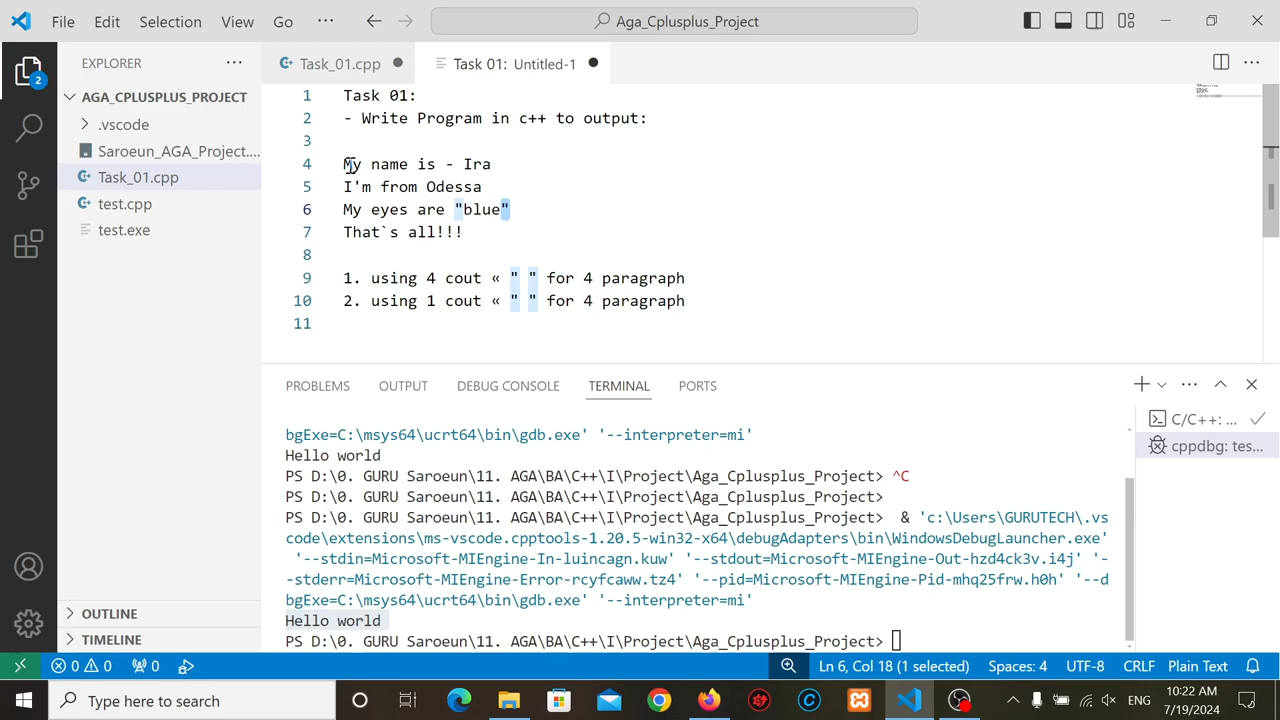 File Edit Selection View Go ··· Aga_Cplusplus_Project
EXPLORER ···
Task_01.cpp
Task 01: Untitled-1
AGA_CPLUSPLUS_PROJECT
.vscode
Saroeun_AGA_Project....
Task_01.cpp
test.cpp
test.exe
OUTLINE
TIMELINE
2
1 Task 01:
2 - Write Program in c++ to output:
3
4 My name is - Ira
5 I'm from Odessa
6 My eyes are "blue"
7 That`s all!!!
8
9 1. using 4 cout « " " for 4 paragraph
10 2. using 1 cout « " " for 4 paragraph
11
PROBLEMS OUTPUT DEBUG CONSOLE TERMINAL PORTS
bgExe=C:\msys64\ucrt64\bin\gdb.exe' '--interpreter=mi'
Hello world
PS D:\0. GURU Saroeun\11. AGA\BA\C++\I\Project\Aga_Cplusplus_Project> ^C
PS D:\0. GURU Saroeun\11. AGA\BA\C++\I\Project\Aga_Cplusplus_Project>
PS D:\0. GURU Saroeun\11. AGA\BA\C++\I\Project\Aga_Cplusplus_Project> & 'c:\Users\GURUTECH\.vs
code\extensions\ms-vscode.cpptools-1.20.5-win32-x64\debugAdapters\bin\WindowsDebugLauncher.exe'
'--stdin=Microsoft-MIEngine-In-luincagn.kuw' '--stdout=Microsoft-MIEngine-Out-hzd4ck3v.i4j' '-
-stderr=Microsoft-MIEngine-Error-rcyfcaww.tz4' '--pid=Microsoft-MIEngine-Pid-mhq25frw.h0h' '--d
bgExe=C:\msys64\ucrt64\bin\gdb.exe' '--interpreter=mi'
Hello world
PS D:\0. GURU Saroeun\11. AGA\BA\C++\I\Project\Aga_Cplusplus_Project>
C/C++: ...
cppdbg: tes...
0 0 0 Ln 6, Col 18 (1 selected) Spaces: 4 UTF-8 CRLF Plain Text
Type here to search
ENG
10:22 AM
7/19/2024